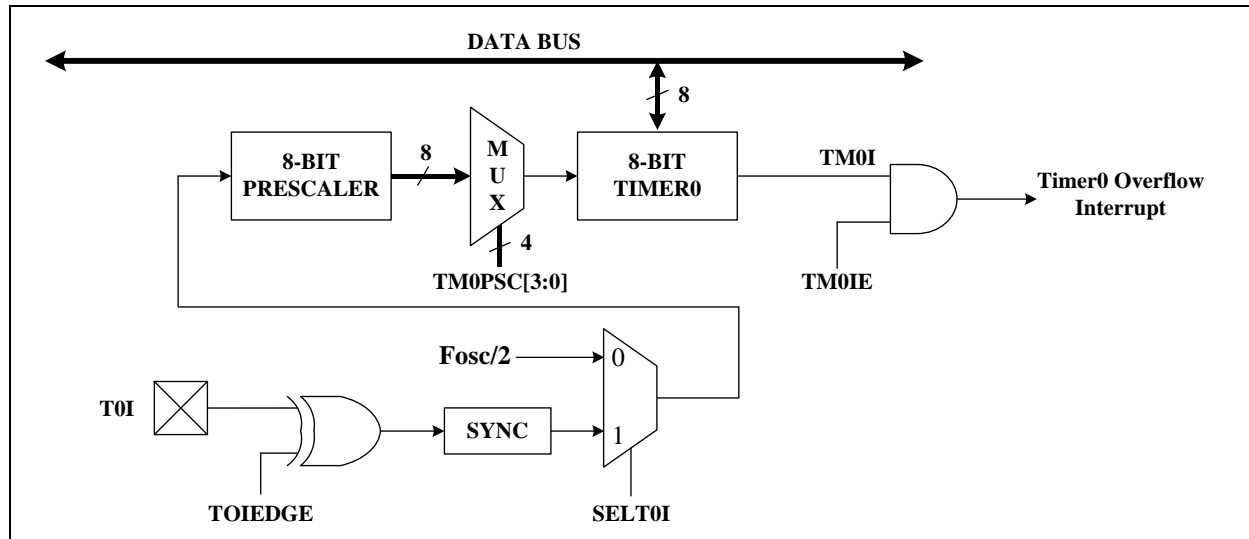 DATA BUS
8
8-BIT
PRESCALER
8
M
U
X
8-BIT
TIMER0
TM0I
Timer0 Overflow
Interrupt
4
TM0PSC[3:0]
TM0IE
Fosc/2
0
T0I
SYNC
1
TOIEDGE
SELT0I